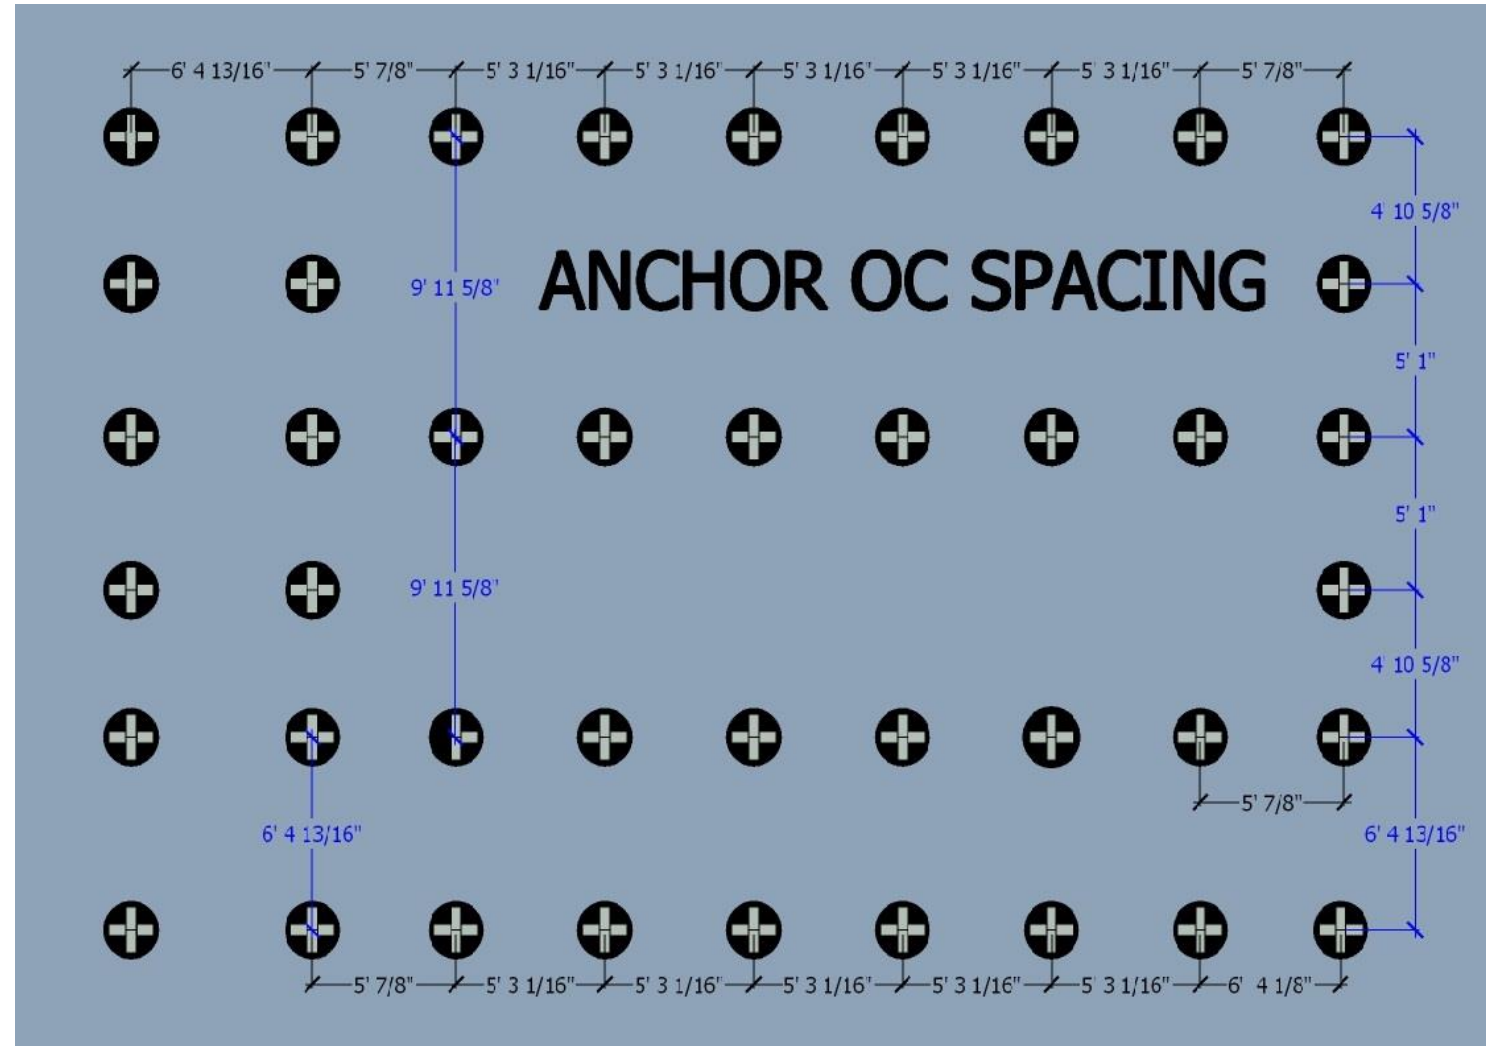 6' 4 13/16" 5' 7/8" 5' 3 1/16" 5' 3 1/16" 5' 3 1/16" 5' 3 1/16" 5' 3 1/16" 5' 7/8"
4' 10 5/8"
9' 11 5/8" ANCHOR OC SPACING
5' 1"
5' 1"
9' 11 5/8"
4' 10 5/8"
5' 7/8"
6' 4 13/16" 6' 4 13/16"
5' 7/8" 5' 3 1/16" 5' 3 1/16" 5' 3 1/16" 5' 3 1/16" 5' 3 1/16" 6' 4 1/8"